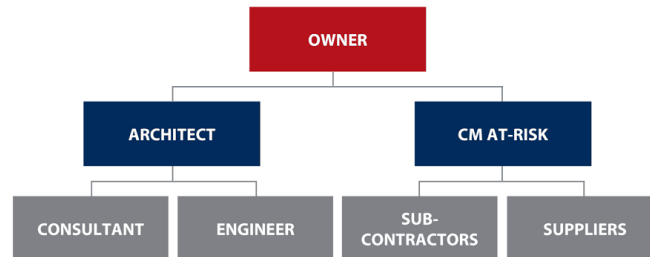 OWNER
ARCHITECT
CM AT-RISK
CONSULTANT
ENGINEER
SUB-
CONTRACTORS
SUPPLIERS